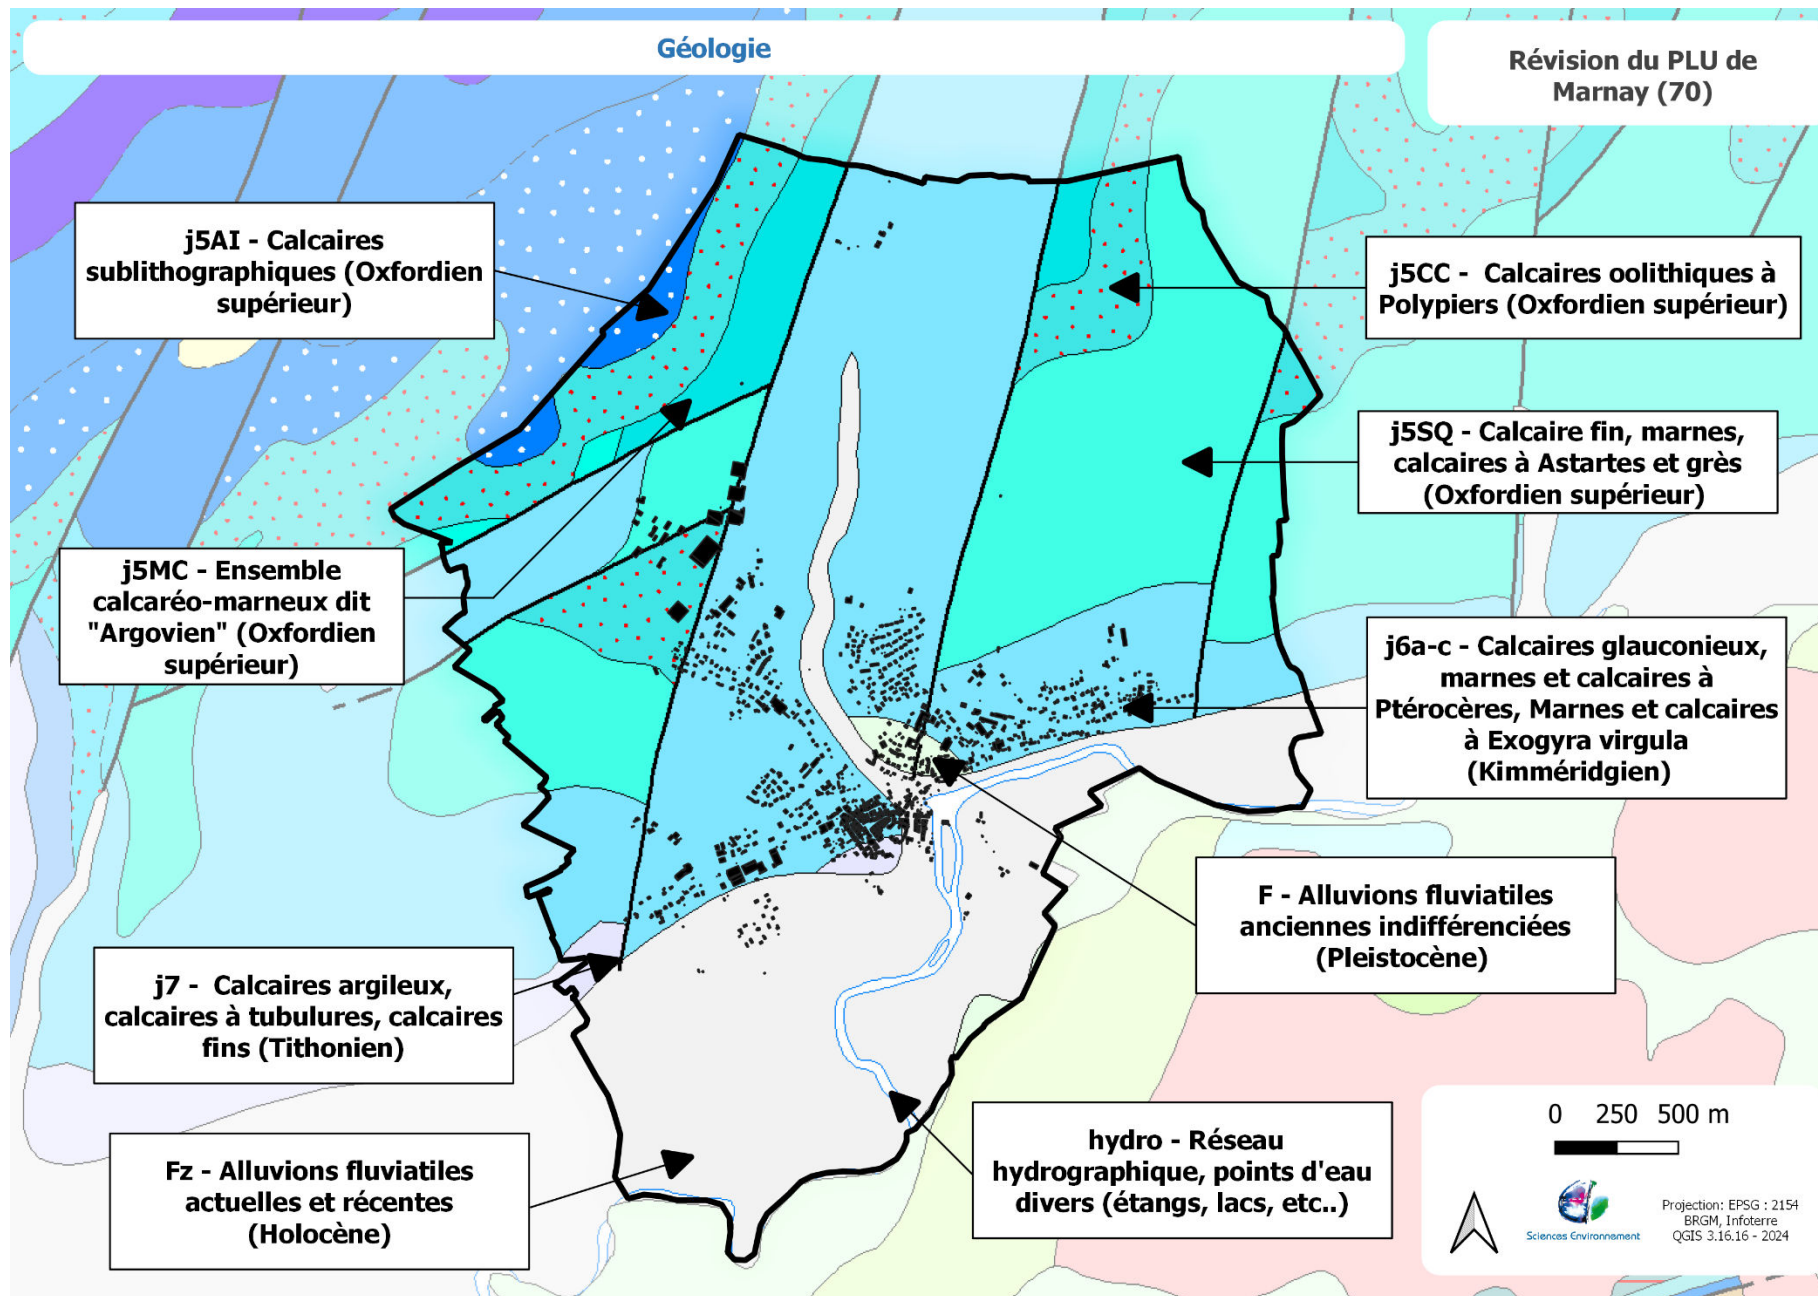 Géologie
Révision du PLU de
Marnay (70)
j5AI - Calcaires
sublithographiques (Oxfordien
supérieur)
j5CC -  Calcaires oolithiques à
Polypiers (Oxfordien supérieur)
j5SQ - Calcaire fin, marnes,
calcaires à Astartes et grès
(Oxfordien supérieur)
j5MC - Ensemble
calcaréo-marneux dit
"Argovien" (Oxfordien
supérieur)
j6a-c - Calcaires glauconieux,
marnes et calcaires à
Ptérocères, Marnes et calcaires
à Exogyra virgula
(Kimméridgien)
F - Alluvions fluviatiles
anciennes indifférenciées
(Pleistocène)
j7 -  Calcaires argileux,
calcaires à tubulures, calcaires
fins (Tithonien)
hydro - Réseau
hydrographique, points d'eau
divers (étangs, lacs, etc..)
Fz - Alluvions fluviatiles
actuelles et récentes
(Holocène)
0 250 500 m
Sciences Environnement
Projection: EPSG : 2154
BRGM, Infoterre
QGIS 3.16.16 - 2024